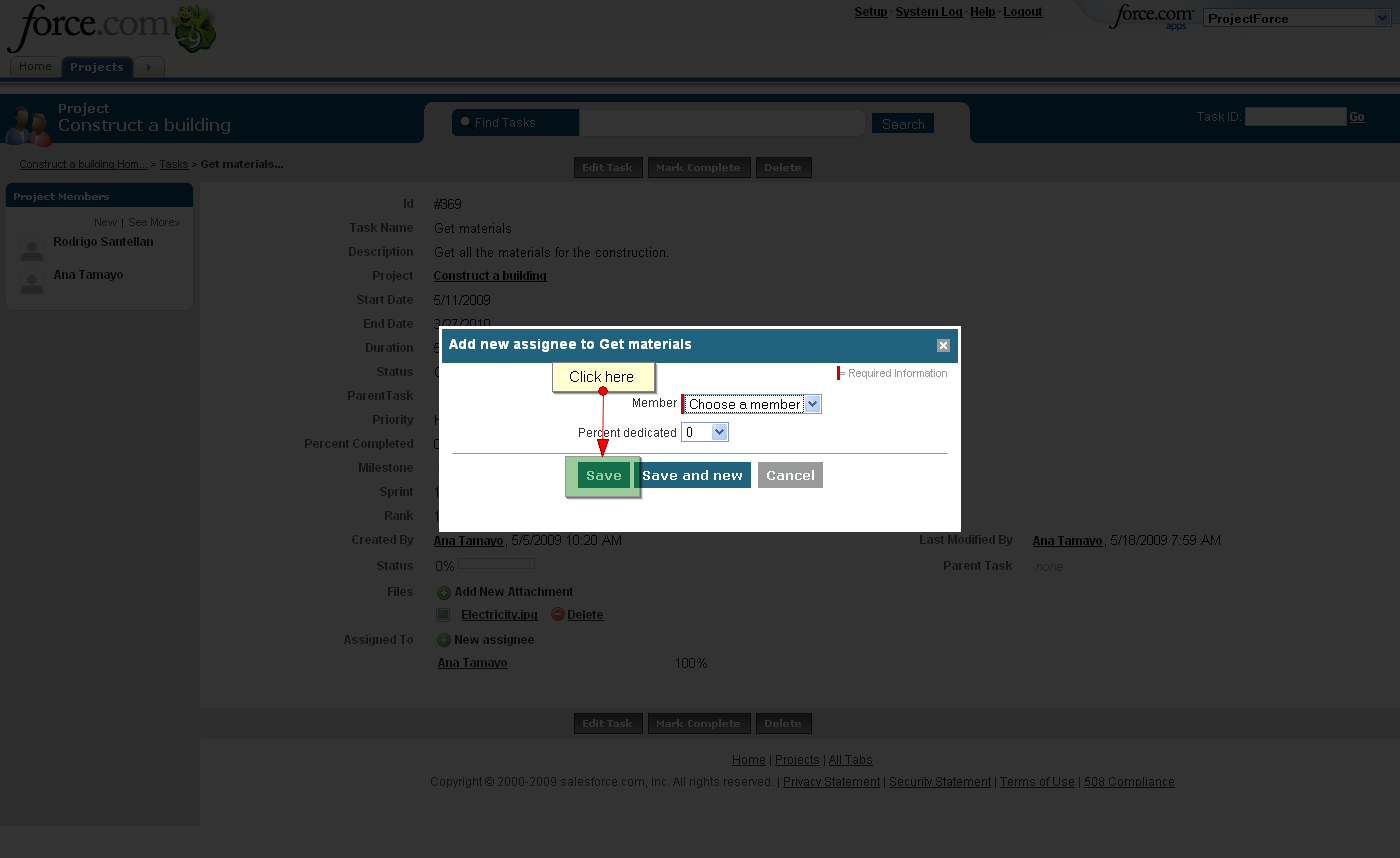 force.com 9
Setup · System Log · Help · Logout
force.com apps
ProjectForce
Home Projects
Project
Construct a building
Find Tasks
Search
Task ID: Go
Construct a building Hom... > Tasks > Get materials...
Edit Task Mark Complete Delete
Project Members
New | See More»
Rodrigo Santellan
Ana Tamayo
Id #369
Task Name Get materials
Description Get all the materials for the construction.
Project Construct a building
Start Date 5/11/2009
End Date 3/27/2010
Duration
Status
ParentTask
Priority
Percent Completed
Milestone
Sprint
Rank
Add new assignee to Get materials
= Required Information
Click here
Member Choose a member
Percent dedicated 0
Save Save and new Cancel
Created By Ana Tamayo, 5/5/2009 10:20 AM Last Modified By Ana Tamayo, 5/18/2009 7:59 AM
Status 0% Parent Task none
Files Add New Attachment
Electricity.jpg Delete
Assigned To New assignee
Ana Tamayo 100%
Edit Task Mark Complete Delete
Home | Projects | All Tabs
Copyright © 2000-2009 salesforce.com, inc. All rights reserved. | Privacy Statement | Security Statement | Terms of Use | 508 Compliance